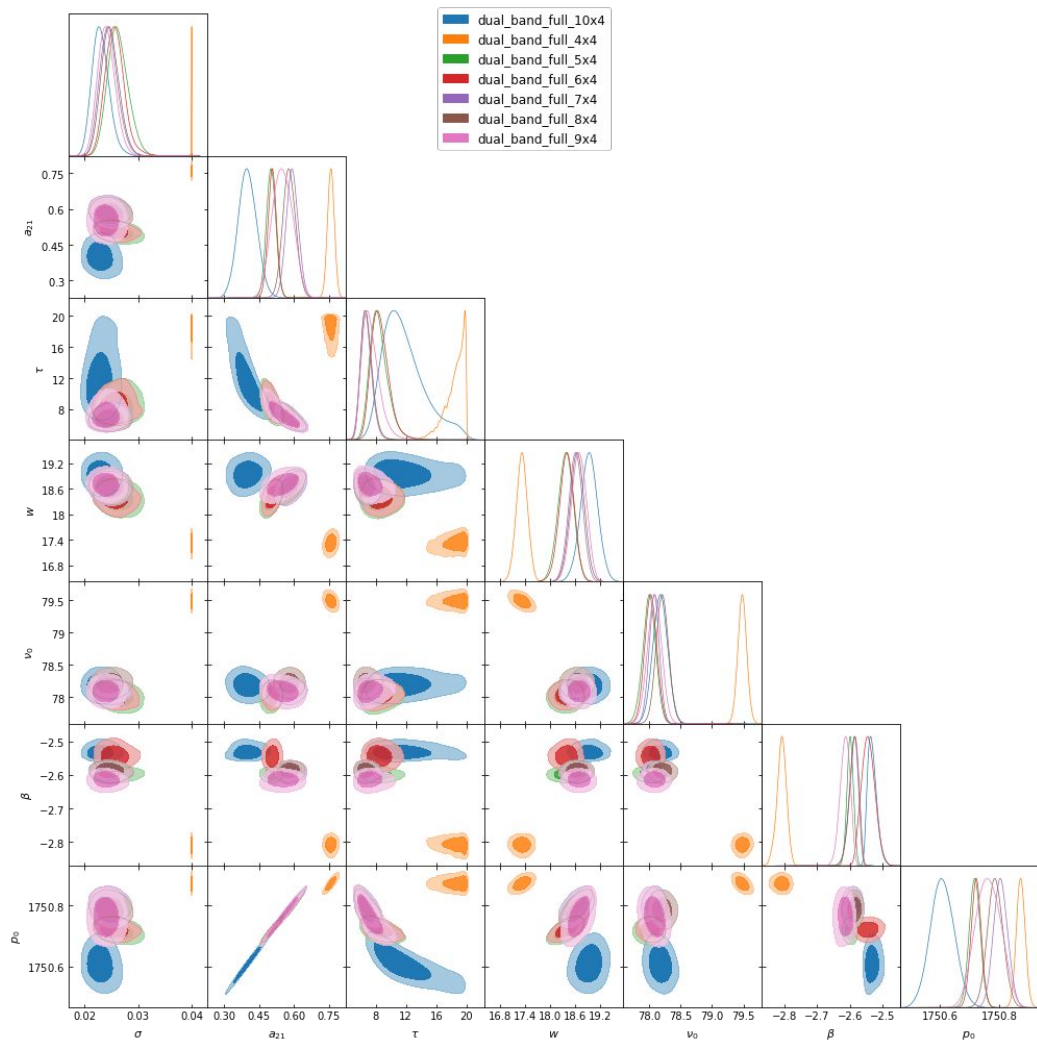 dual_band_full_10x4
dual_band_full_4x4
dual_band_full_5x4
dual_band_full_6x4
dual_band_full_7x4
dual_band_full_8x4
dual_band_full_9x4
0.75
0.6
0.45
0.3
a₂₁
20
16
12
8
τ
19.2
18.6
18
17.4
16.8
w
79.5
79
78.5
78
ν₀
−2.5
−2.6
−2.7
−2.8
β
1750.8
1750.6
p₀
0.02 0.03 0.04 0.30 0.45 0.60 0.75 8 12 16 20 16.8 17.4 18.0 18.6 19.2 78.0 78.5 79.0 79.5 −2.8 −2.7 −2.6 −2.5 1750.6 1750.8
σ a₂₁ τ w ν₀ β p₀